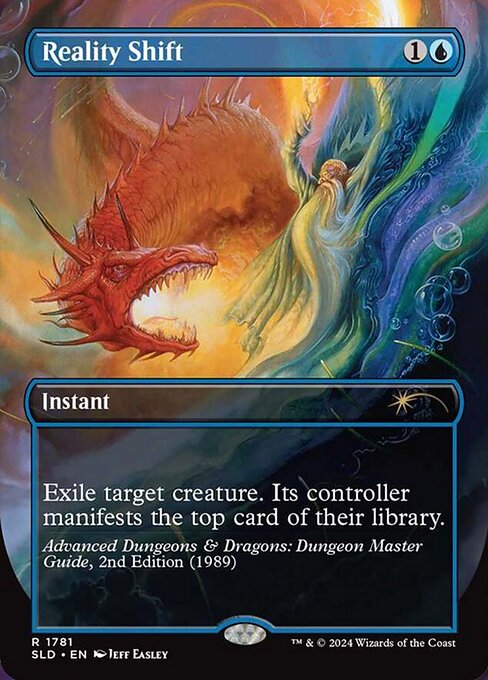 Reality Shift 1
Instant
Exile target creature. Its controller
manifests the top card of their library.
Advanced Dungeons & Dragons: Dungeon Master
Guide, 2nd Edition (1989)
R 1781 ™ & © 2024 Wizards of the Coast
SLD • EN Jeff Easley